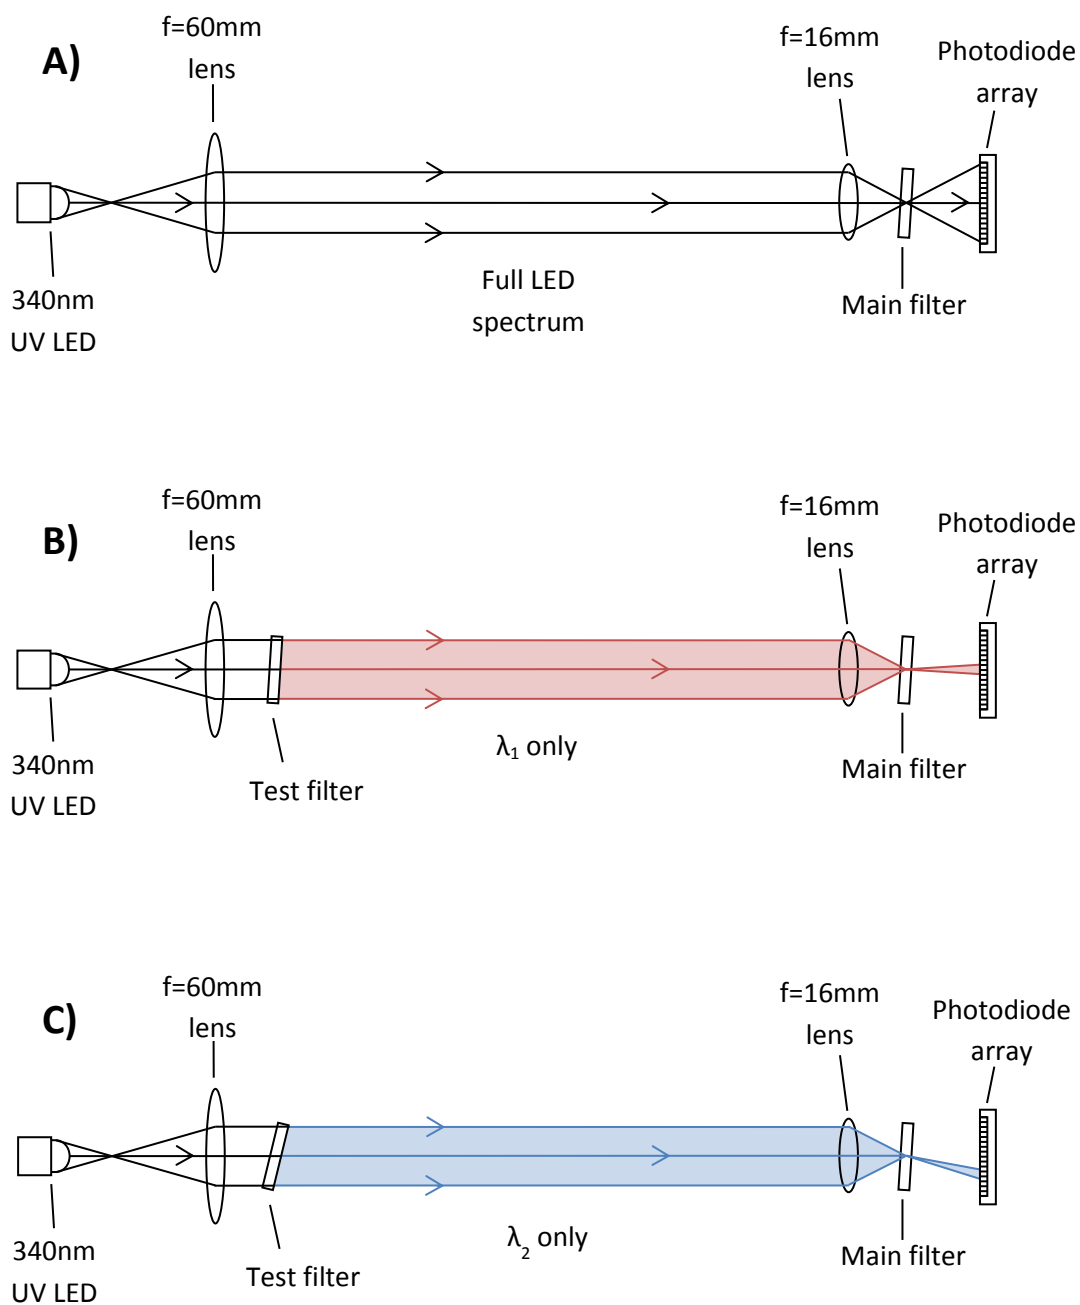 A)
f=60mm
lens
f=16mm
lens
Photodiode
array
340nm
UV LED
Full LED
spectrum
Main filter
B)
f=60mm
lens
f=16mm
lens
Photodiode
array
340nm
UV LED
Test filter
λ₁ only
Main filter
C)
f=60mm
lens
f=16mm
lens
Photodiode
array
340nm
UV LED
Test filter
λ₂ only
Main filter